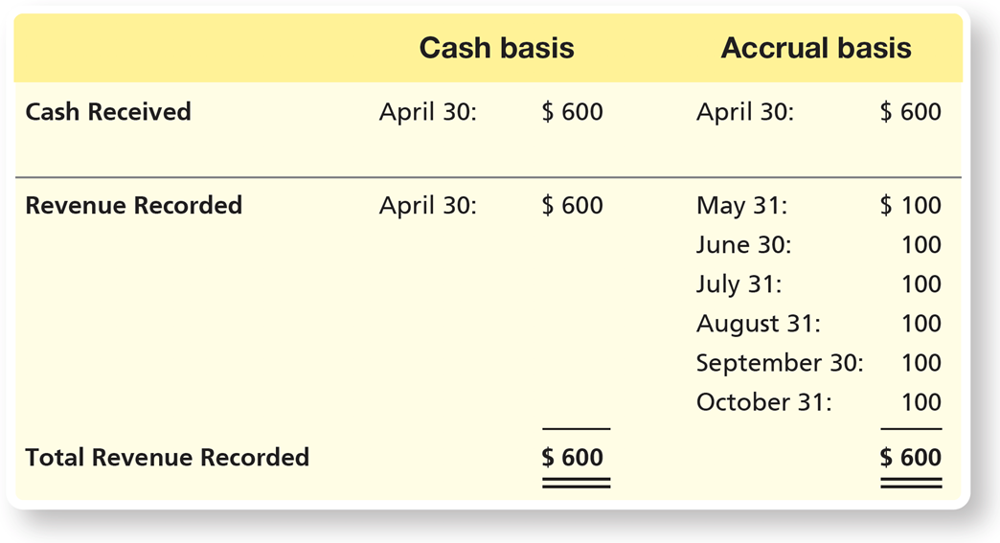 Cash basis Accrual basis
Cash Received April 30: $ 600 April 30: $ 600
Revenue Recorded April 30: $ 600 May 31: $ 100
June 30: 100
July 31: 100
August 31: 100
September 30: 100
October 31: 100
Total Revenue Recorded $ 600 $ 600